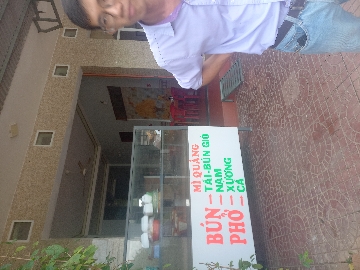 MÌ QUẢNG
BÚN – TÁI-BÚN GIÒ
– NẠM
PHỞ – XƯƠNG
– CÁ